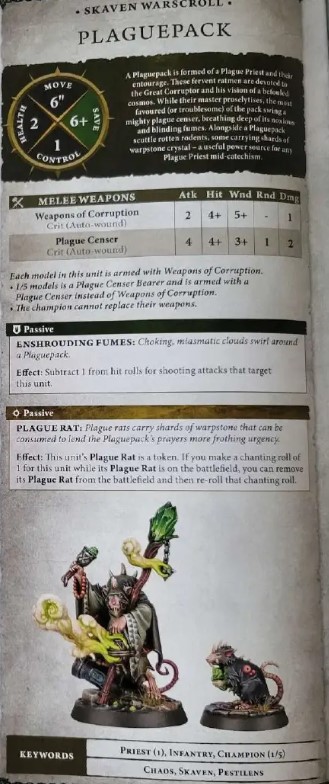 • SKAVEN WARSCROLL •
PLAGUEPACK
MOVE
6"
HEALTH
2
6+
SAVE
1
CONTROL
A Plaguepack is formed of a Plague Priest and their
entourage. These fervent ratmen are devoted to
the Great Corruptor and his vision of a befouled
cosmos. While their master proselytises, the most
favoured (or troublesome) of the pack swing a
mighty plague censer, breathing deep of its noxious
and blinding fumes. Alongside a Plaguepack
scuttle rotten rodents, some carrying shards of
warpstone crystal – a useful power source for any
Plague Priest mid-catechism.
MELEE WEAPONS Atk Hit Wnd Rnd Dmg
Weapons of Corruption 2 4+ 5+ - 1
Crit (Auto-wound)
Plague Censer 4 4+ 3+ 1 2
Crit (Auto-wound)
Each model in this unit is armed with Weapons of Corruption.
• 1/5 models is a Plague Censer Bearer and is armed with a
Plague Censer instead of Weapons of Corruption.
• The champion cannot replace their weapons.
Passive
ENSHROUDING FUMES: Choking, miasmatic clouds swirl around
a Plaguepack.
Effect: Subtract 1 from hit rolls for shooting attacks that target
this unit.
Passive
PLAGUE RAT: Plague rats carry shards of warpstone that can be
consumed to lend the Plaguepack's prayers more frothing urgency.
Effect: This unit's Plague Rat is a token. If you make a chanting roll of
1 for this unit while its Plague Rat is on the battlefield, you can remove
its Plague Rat from the battlefield and then re-roll that chanting roll.
KEYWORDS
PRIEST (1), INFANTRY, CHAMPION (1/5)
CHAOS, SKAVEN, PESTILENS